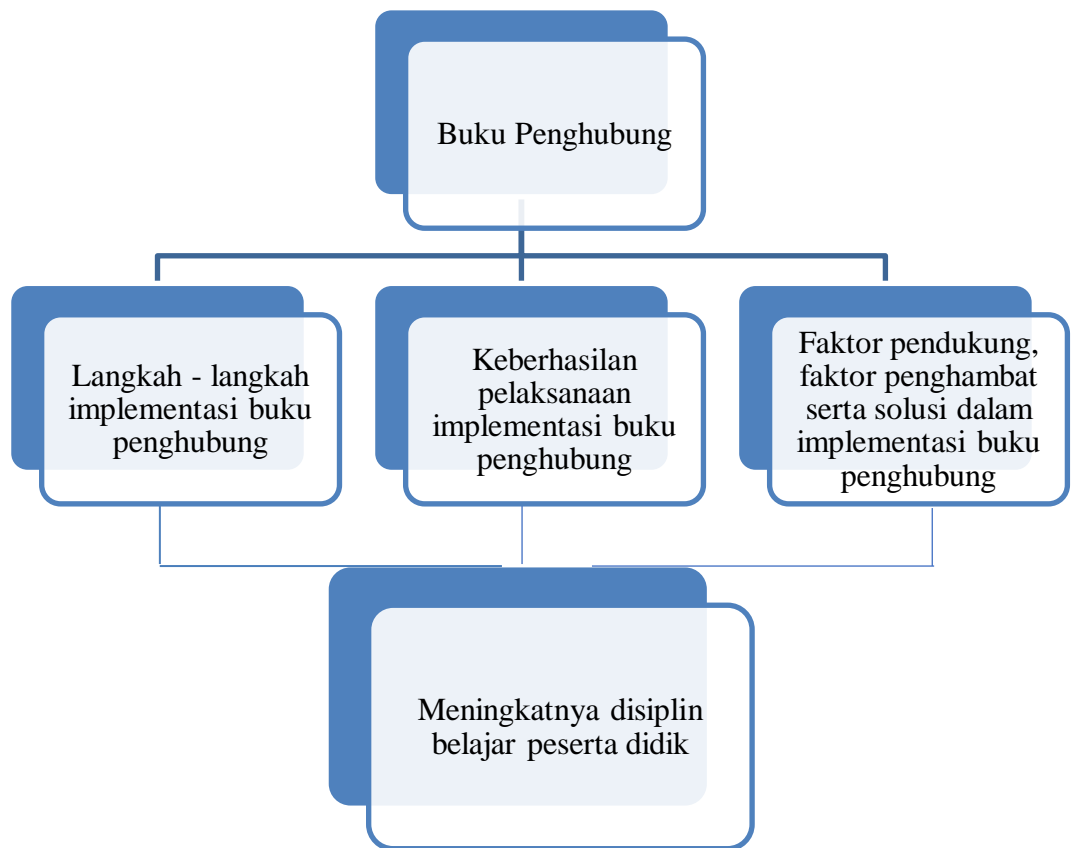 Buku Penghubung
Langkah - langkah
implementasi buku
penghubung
Keberhasilan
pelaksanaan
implementasi buku
penghubung
Faktor pendukung,
faktor penghambat
serta solusi dalam
implementasi buku
penghubung
Meningkatnya disiplin
belajar peserta didik